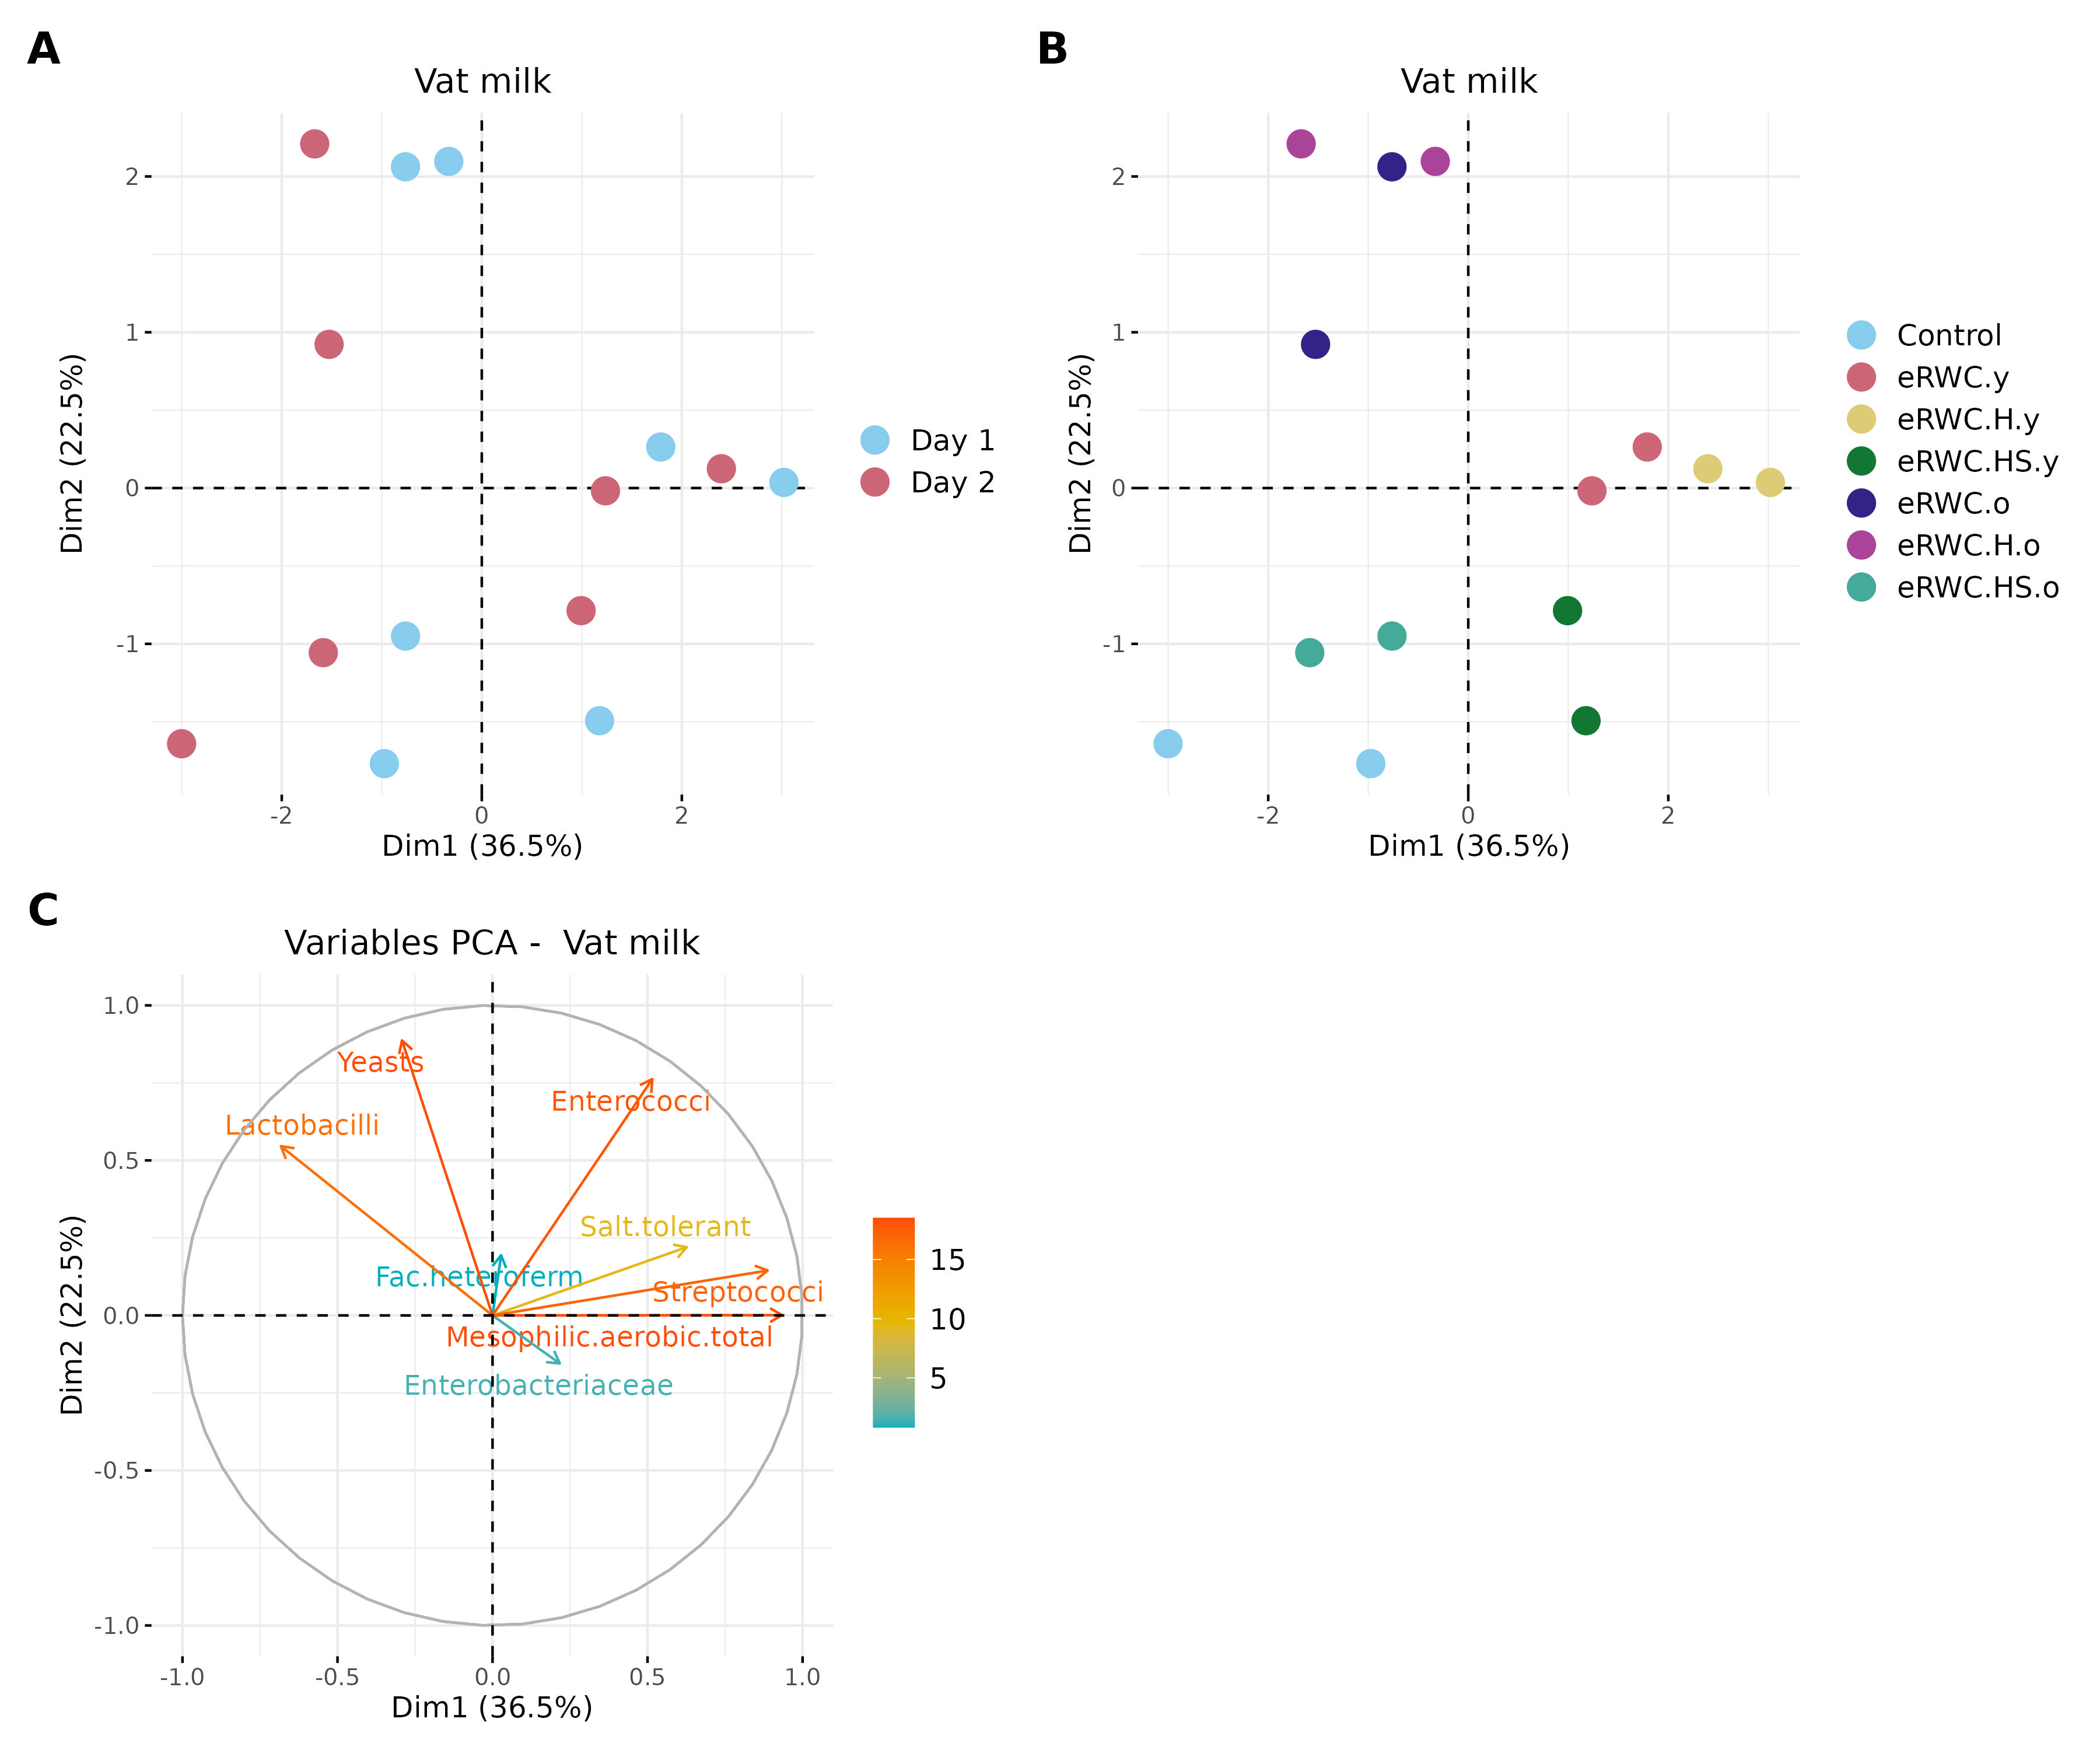 A
Vat milk
2
1
0
-1
-2
0
2
Dim1 (36.5%)
Dim2 (22.5%)
Day 1
Day 2
B
Vat milk
2
1
0
-1
-2
0
2
Dim1 (36.5%)
Dim2 (22.5%)
Control
eRWC.y
eRWC.H.y
eRWC.HS.y
eRWC.o
eRWC.H.o
eRWC.HS.o
C
Variables PCA -  Vat milk
1.0
0.5
0.0
-0.5
-1.0
-1.0
-0.5
0.0
0.5
1.0
Dim1 (36.5%)
Dim2 (22.5%)
Yeasts
Enterococci
Lactobacilli
Salt.tolerant
Fac.heteroferm
Streptococci
Mesophilic.aerobic.total
Enterobacteriaceae
15
10
5